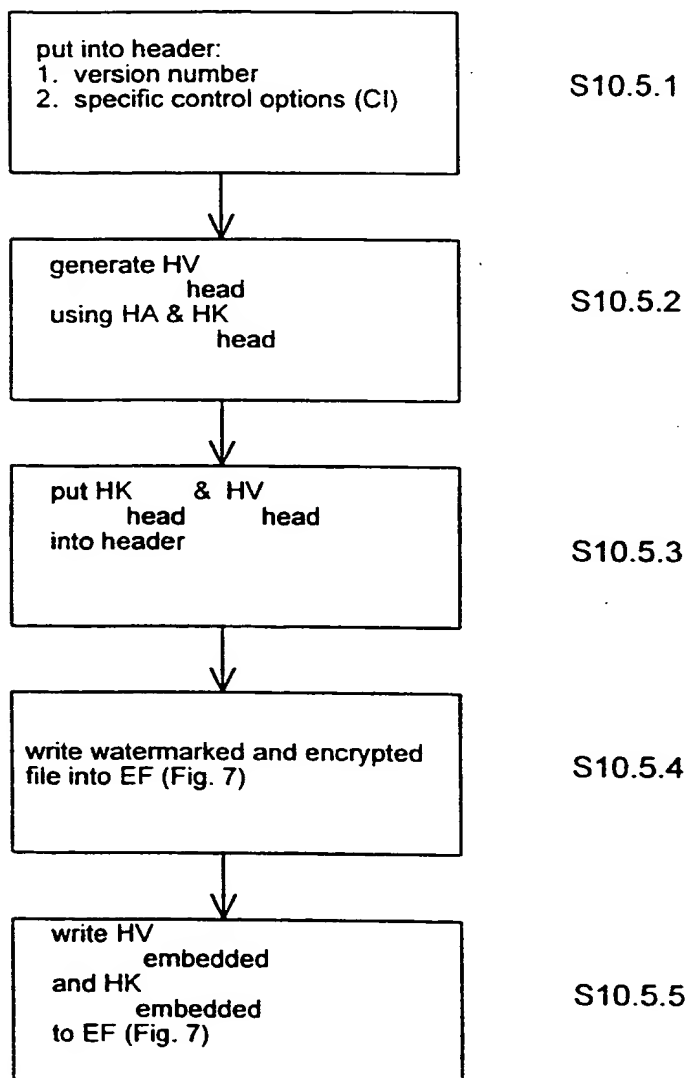 put into header:
1. version number
2. specific control options (CI)
S10.5.1
generate HV
head
using HA & HK
head
S10.5.2
put HK & HV
head head
into header
S10.5.3
write watermarked and encrypted
file into EF (Fig. 7)
S10.5.4
write HV
embedded
and HK
embedded
to EF (Fig. 7)
S10.5.5